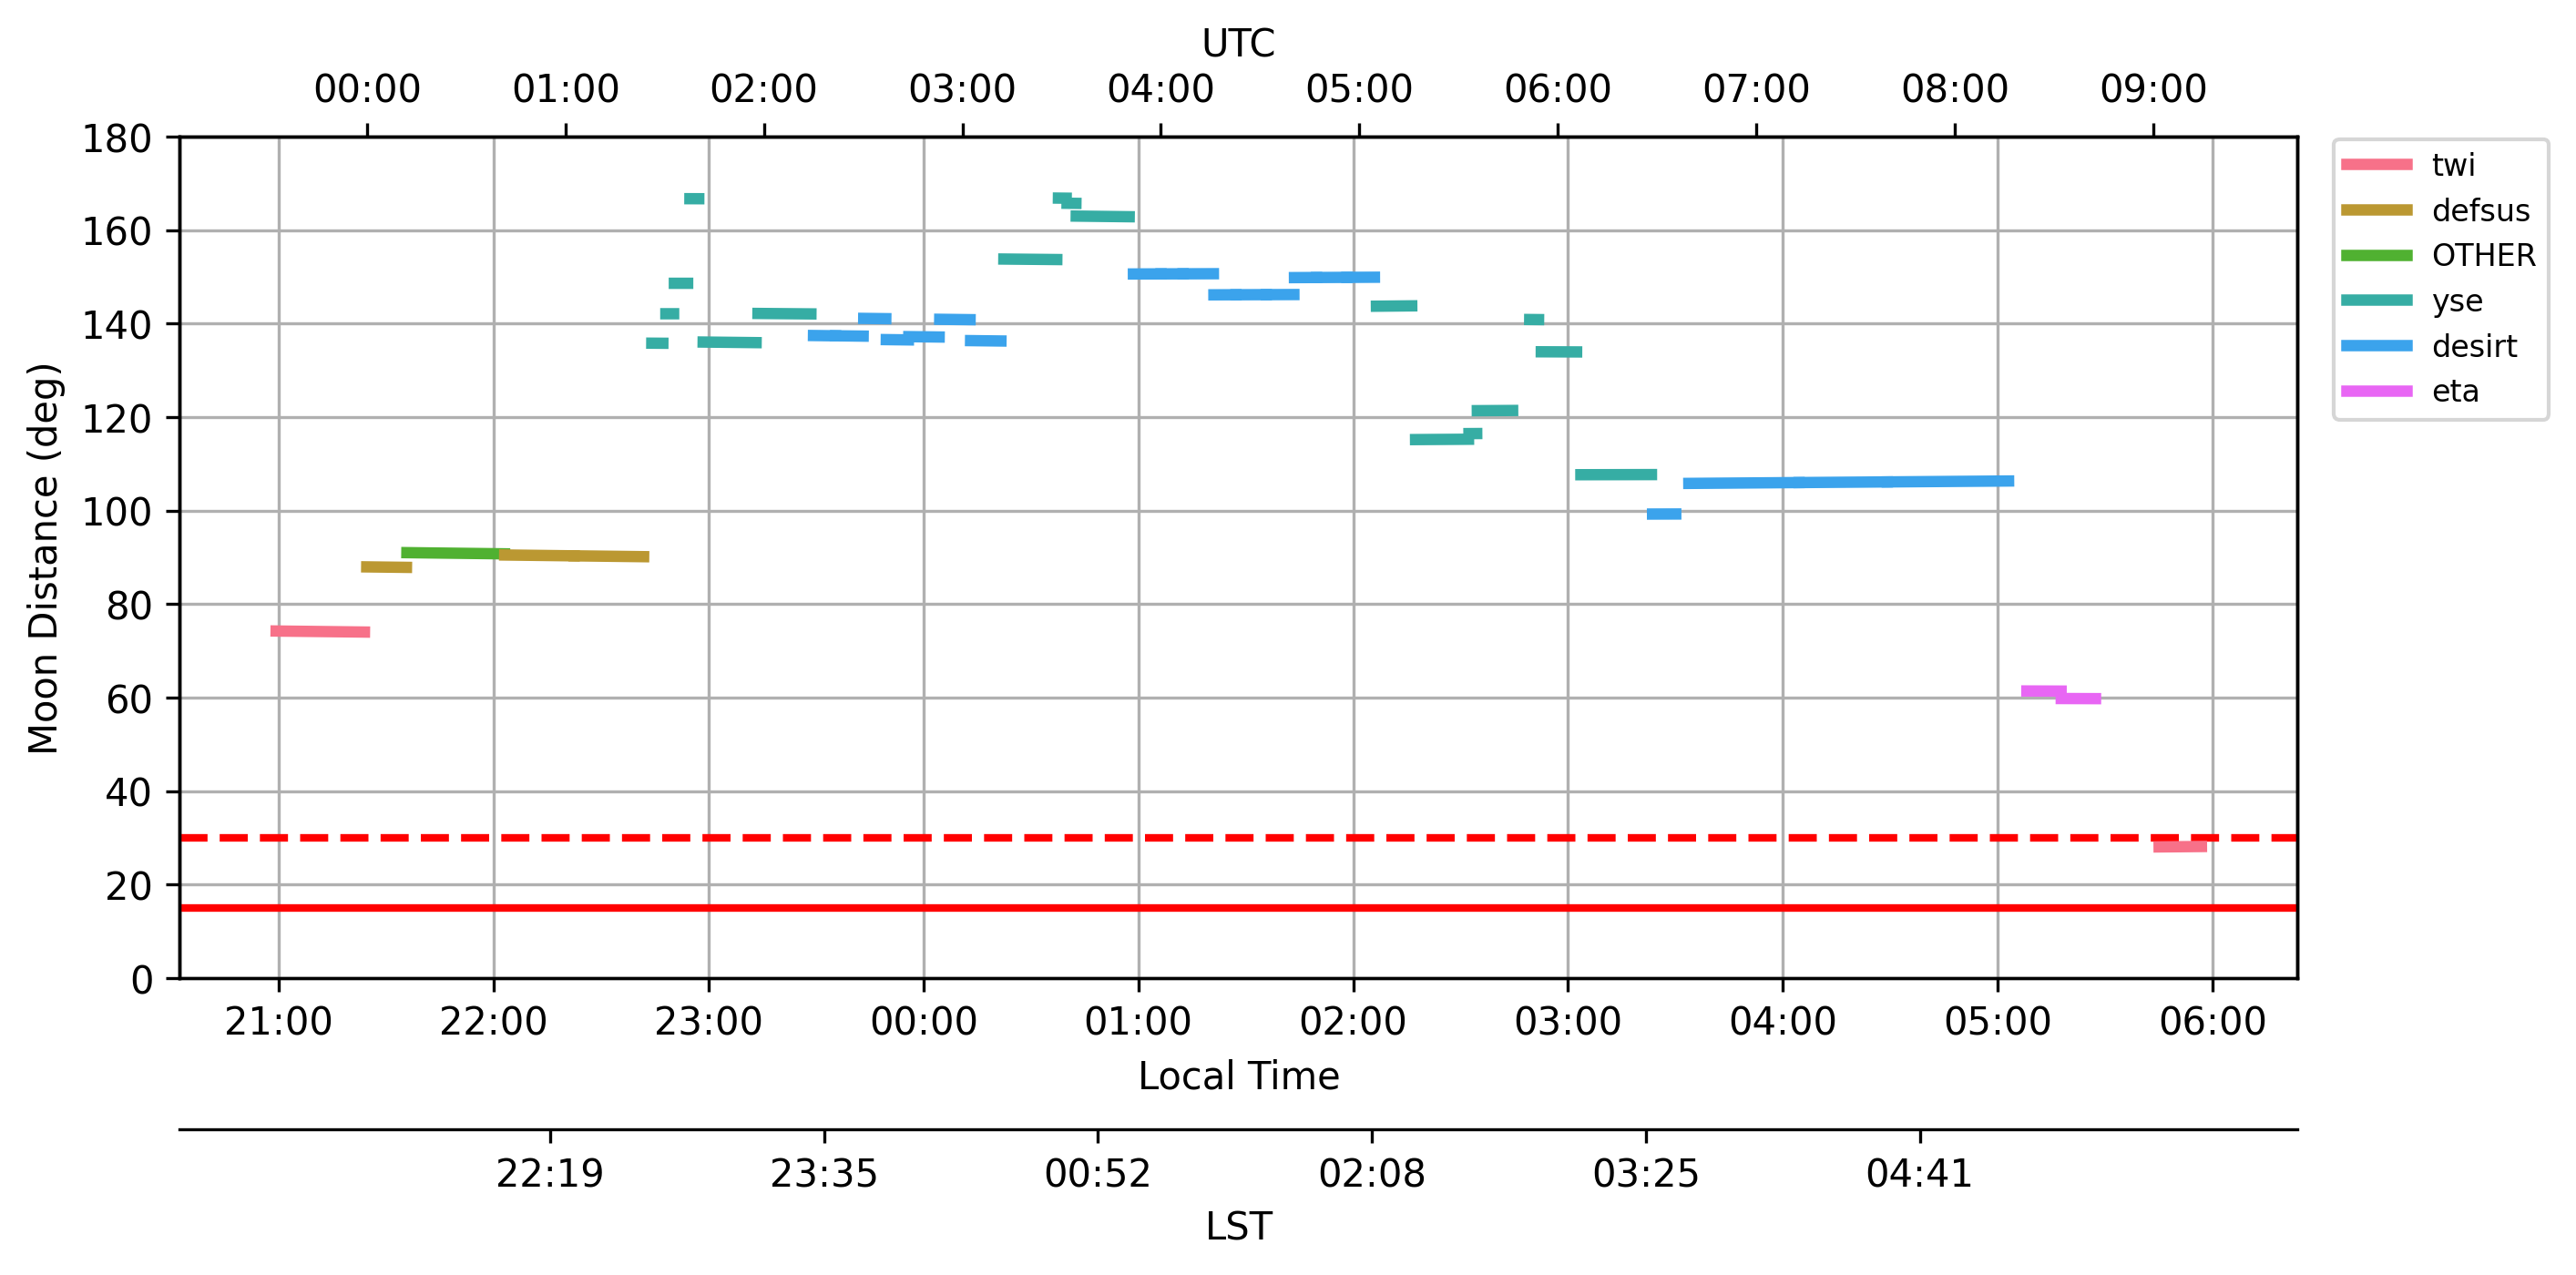 UTC
00:00 01:00 02:00 03:00 04:00 05:00 06:00 07:00 08:00 09:00
180
160
140
120
100
80
60
40
20
0
Moon Distance (deg)
twi
defsus
OTHER
yse
desirt
eta
21:00 22:00 23:00 00:00 01:00 02:00 03:00 04:00 05:00 06:00
Local Time
22:19 23:35 00:52 02:08 03:25 04:41
LST